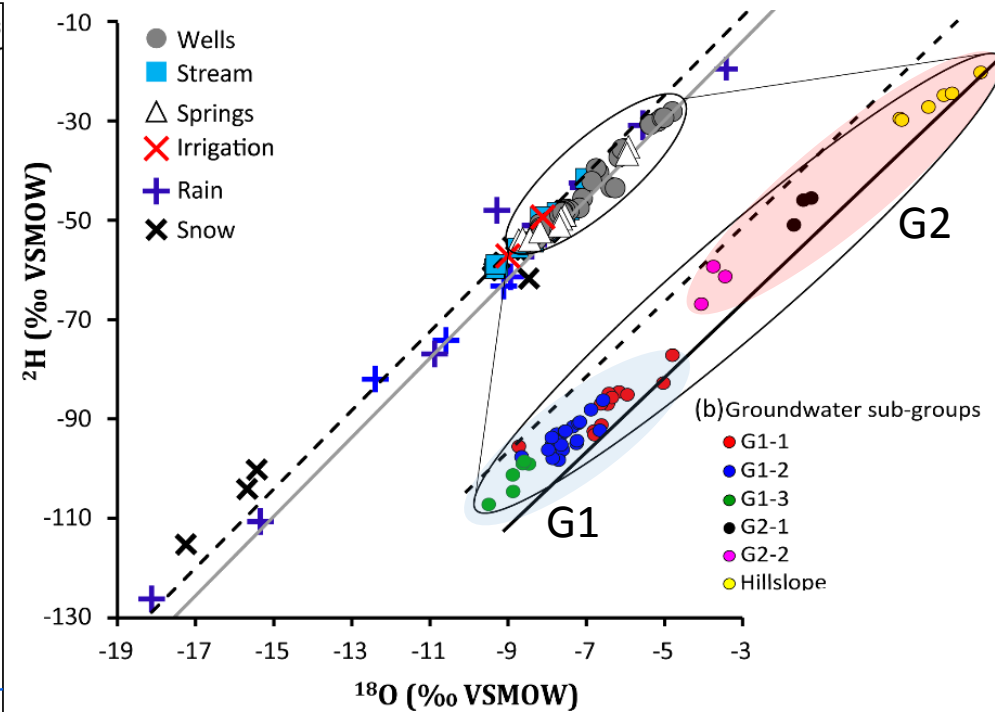 -10
-30
-50
-70
-90
-110
-130
²H (‰ VSMOW)
Wells
Stream
Springs
Irrigation
Rain
Snow
G2
G1
(b)Groundwater sub-groups
G1-1
G1-2
G1-3
G2-1
G2-2
Hillslope
-19 -17 -15 -13 -11 -9 -7 -5 -3
¹⁸O (‰ VSMOW)